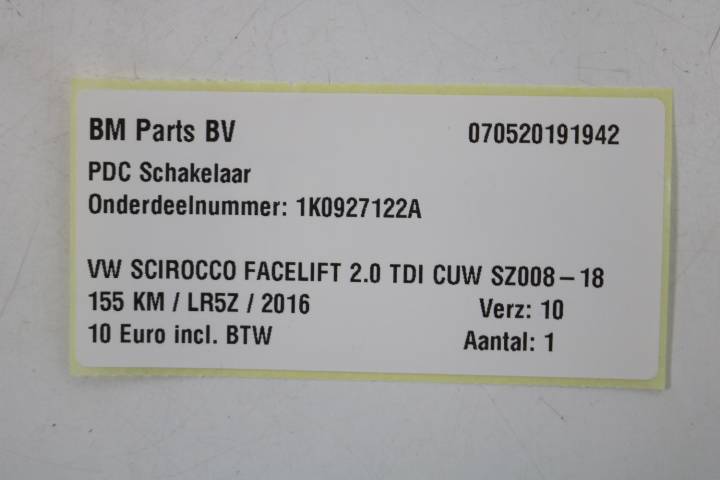 BM Parts BV 070520191942
PDC Schakelaar
Onderdeelnummer: 1K0927122A
VW SCIROCCO FACELIFT 2.0 TDI CUW SZ008-18
155 KM / LR5Z / 2016 Verz: 10
10 Euro incl. BTW Aantal: 1